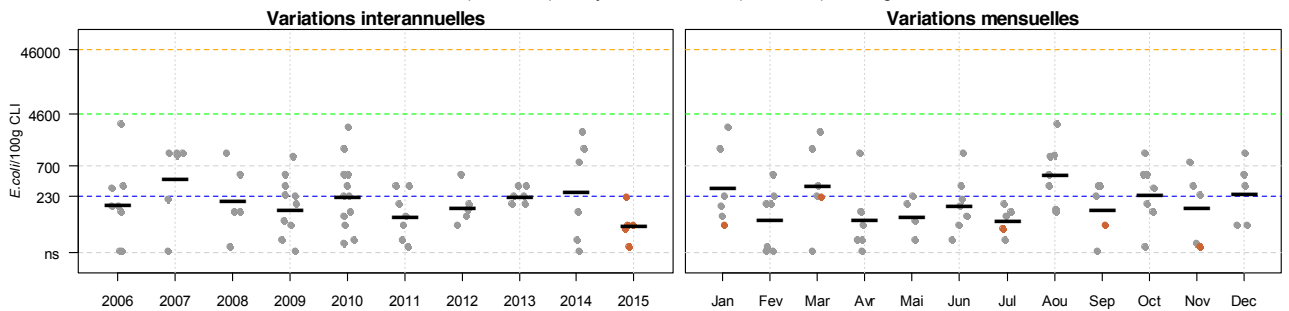 Variations interannuelles
Variations mensuelles
E.coli/100g CLI
46000
4600
700
230
ns
2006 2007 2008 2009 2010 2011 2012 2013 2014 2015
Jan Fev Mar Avr Mai Jun Jul Aou Sep Oct Nov Dec